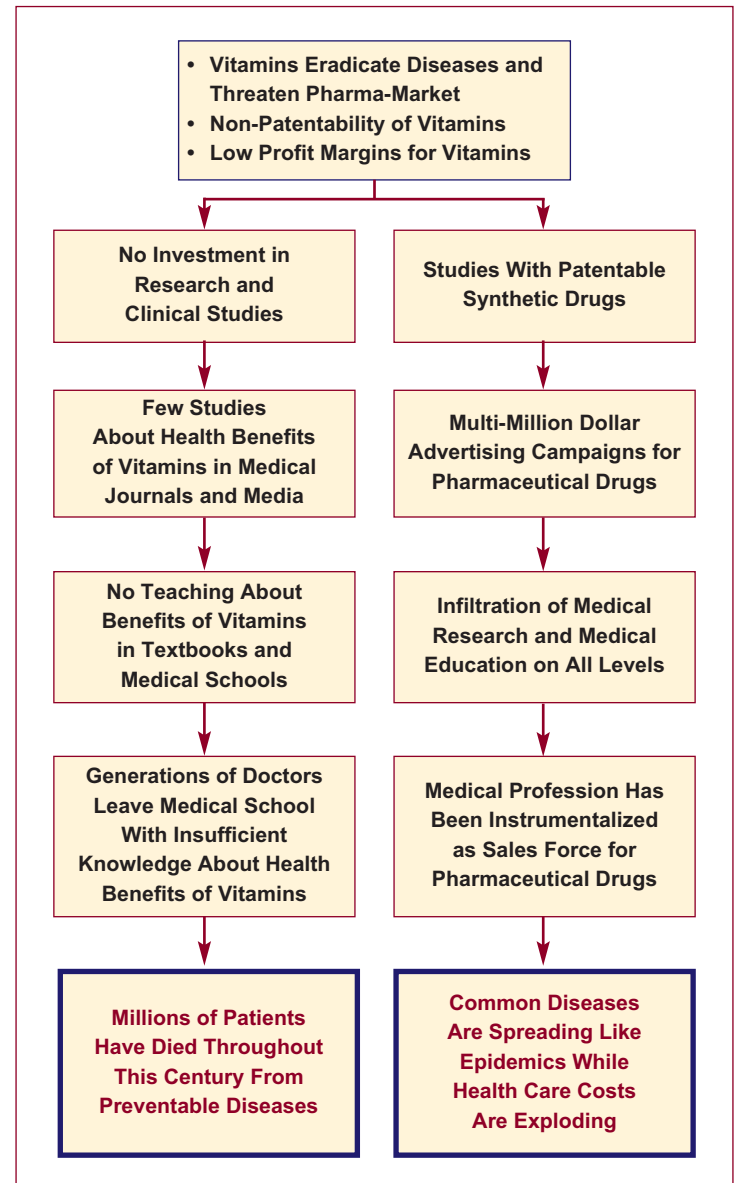 • Vitamins Eradicate Diseases and
Threaten Pharma-Market
• Non-Patentability of Vitamins
• Low Profit Margins for Vitamins
No Investment in
Research and
Clinical Studies
Few Studies
About Health Benefits
of Vitamins in Medical
Journals and Media
No Teaching About
Benefits of Vitamins
in Textbooks and
Medical Schools
Generations of Doctors
Leave Medical School
With Insufficient
Knowledge About Health
Benefits of Vitamins
Millions of Patients
Have Died Throughout
This Century From
Preventable Diseases
Studies With Patentable
Synthetic Drugs
Multi-Million Dollar
Advertising Campaigns for
Pharmaceutical Drugs
Infiltration of Medical
Research and Medical
Education on All Levels
Medical Profession Has
Been Instrumentalized
as Sales Force for
Pharmaceutical Drugs
Common Diseases
Are Spreading Like
Epidemics While
Health Care Costs
Are Exploding